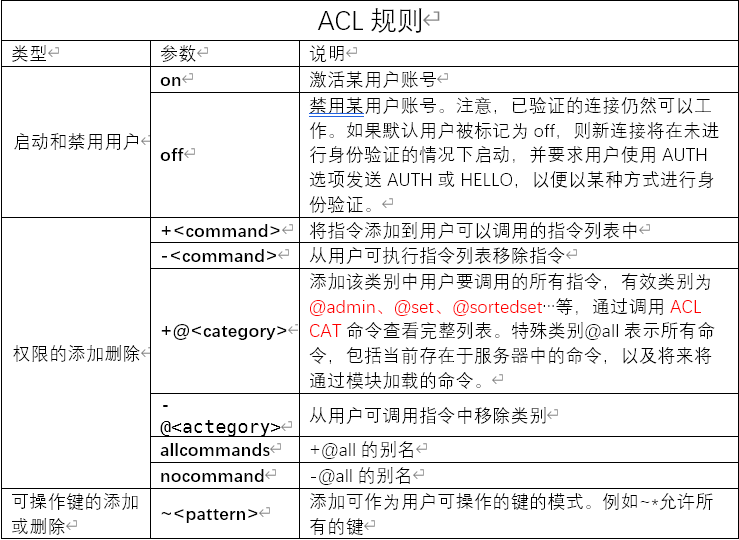 ACL 规则
类型 参数 说明
启动和禁用用户
on 激活某用户账号
off
禁用某用户账号。注意，已验证的连接仍然可以工
作。如果默认用户被标记为 off，则新连接将在未进
行身份验证的情况下启动，并要求用户使用 AUTH
选项发送 AUTH 或 HELLO，以便以某种方式进行身
份验证。
权限的添加删除
+<command> 将指令添加到用户可以调用的指令列表中
-<command> 从用户可执行指令列表移除指令
+@<category>
添加该类别中用户要调用的所有指令，有效类别为
@admin、@set、@sortedset…等，通过调用 ACL
CAT 命令查看完整列表。特殊类别@all 表示所有命
令，包括当前存在于服务器中的命令，以及将来将
通过模块加载的命令。
-
@<actegory> 从用户可调用指令中移除类别
allcommands +@all 的别名
nocommand -@all 的别名
可操作键的添加
或删除
~<pattern>
添加可作为用户可操作的键的模式。例如~*允许所
有的键